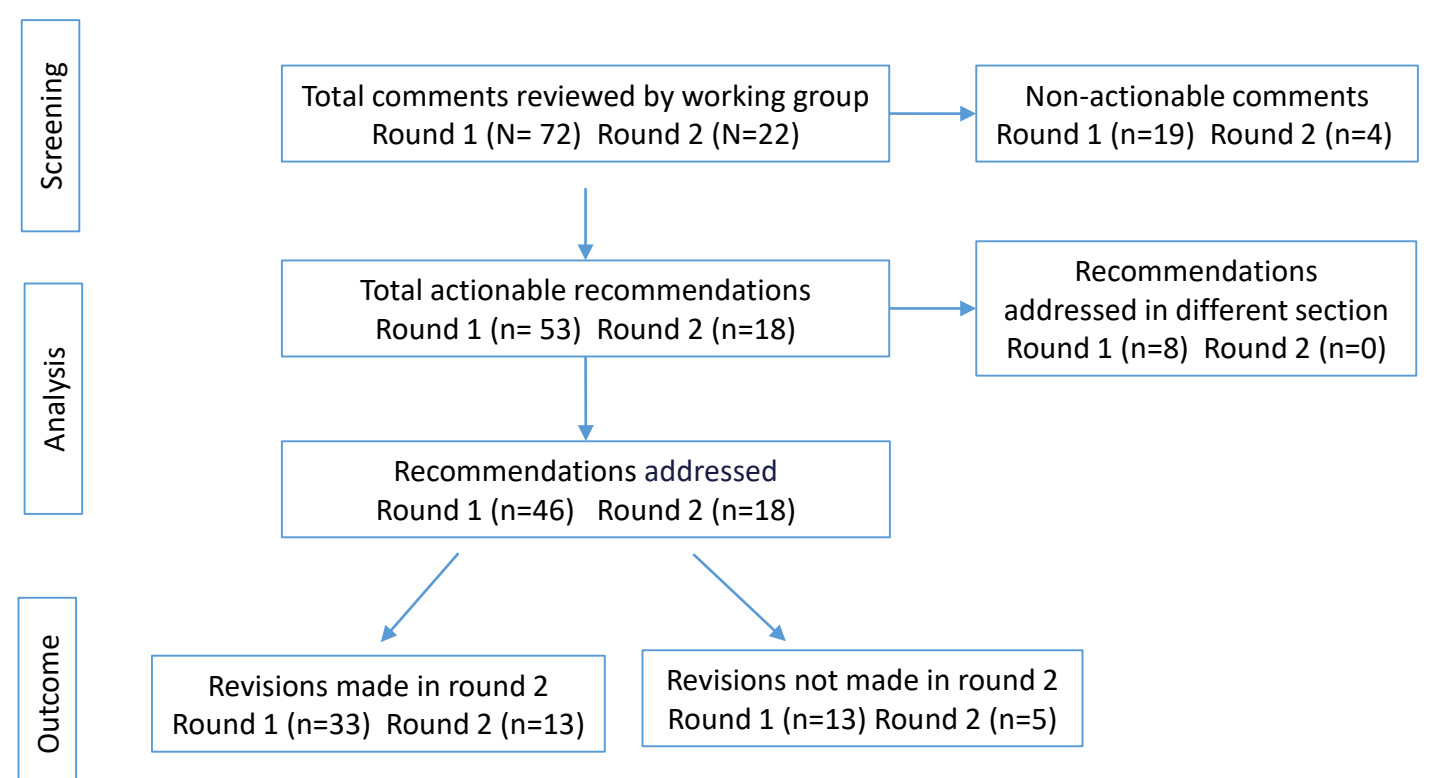 Screening
Total comments reviewed by working group
Round 1 (N= 72)  Round 2 (N=22)
Non-actionable comments
Round 1 (n=19)  Round 2 (n=4)
Analysis
Total actionable recommendations
Round 1 (n= 53)  Round 2 (n=18)
Recommendations
addressed in different section
Round 1 (n=8)  Round 2 (n=0)
Recommendations addressed
Round 1 (n=46)   Round 2 (n=18)
Outcome
Revisions made in round 2
Round 1 (n=33)  Round 2 (n=13)
Revisions not made in round 2
Round 1 (n=13) Round 2 (n=5)